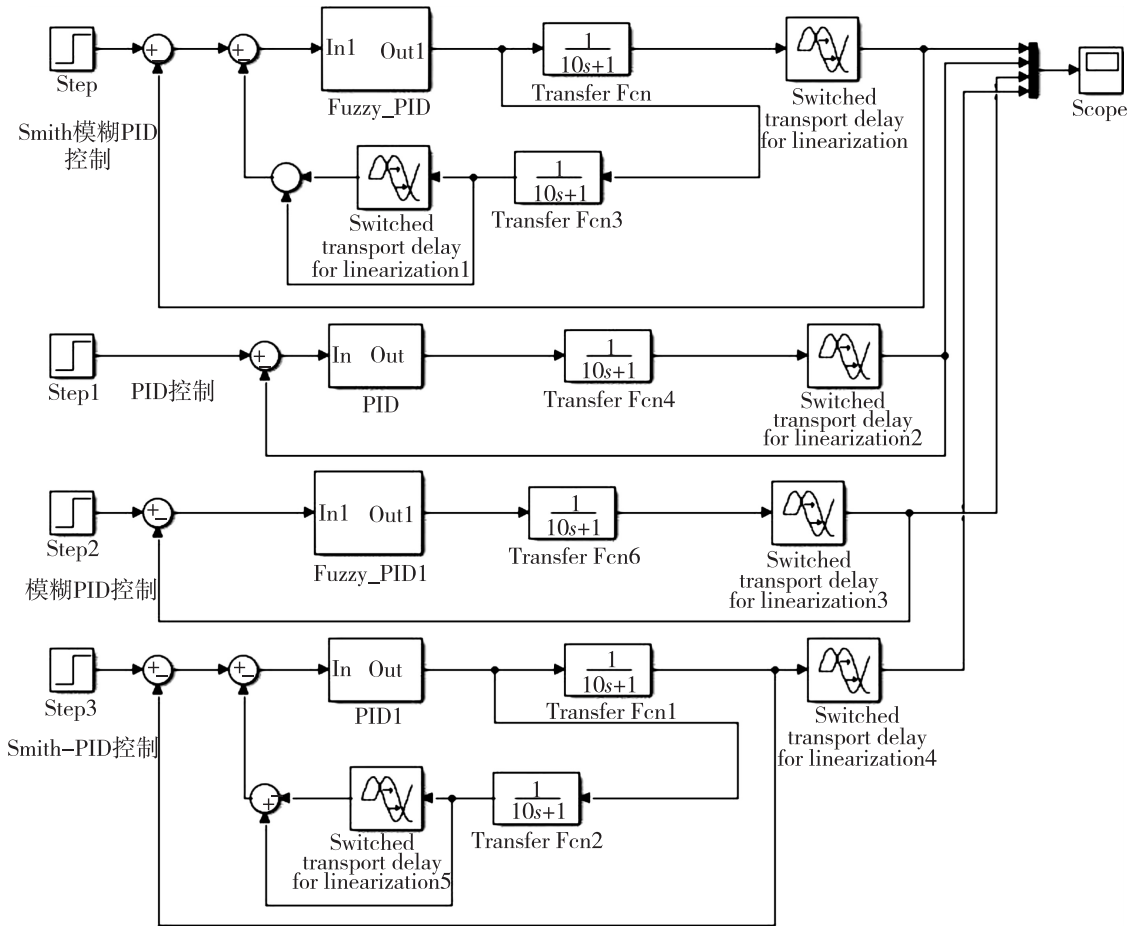 Step
+
−
+
−
In1 Out1
Fuzzy_PID
1
10s+1
Transfer Fcn
Switched
transport delay
for linearization
Scope
Smith模糊PID
控制
Switched
transport delay
for linearization1
1
10s+1
Transfer Fcn3
Step1
PID控制
+
−
In Out
PID
1
10s+1
Transfer Fcn4
Switched
transport delay
for linearization2
Step2
模糊PID控制
+
−
In1 Out1
Fuzzy_PID1
1
10s+1
Transfer Fcn6
Switched
transport delay
for linearization3
Step3
Smith−PID控制
+
−
+
−
In Out
PID1
1
10s+1
Transfer Fcn1
Switched
transport delay
for linearization4
+
−
Switched
transport delay
for linearization5
1
10s+1
Transfer Fcn2